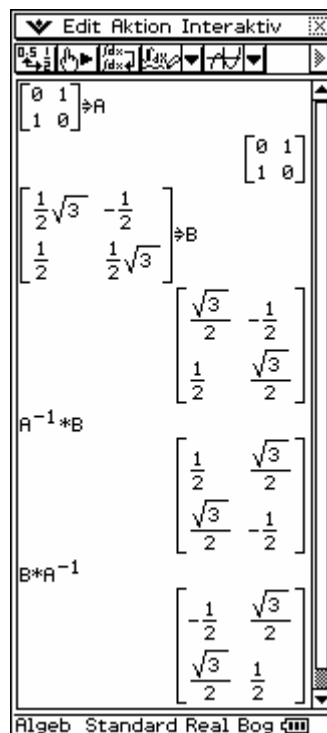 Edit Aktion Interaktiv
[0 1
1 0]⇒A
[0 1
1 0]
[1/2√3 -1/2
1/2 1/2√3]⇒B
[√3/2 -1/2
1/2 √3/2]
A^-1*B
[1/2 √3/2
√3/2 -1/2]
B*A^-1
[-1/2 √3/2
√3/2 1/2]
Algeb Standard Real Bog